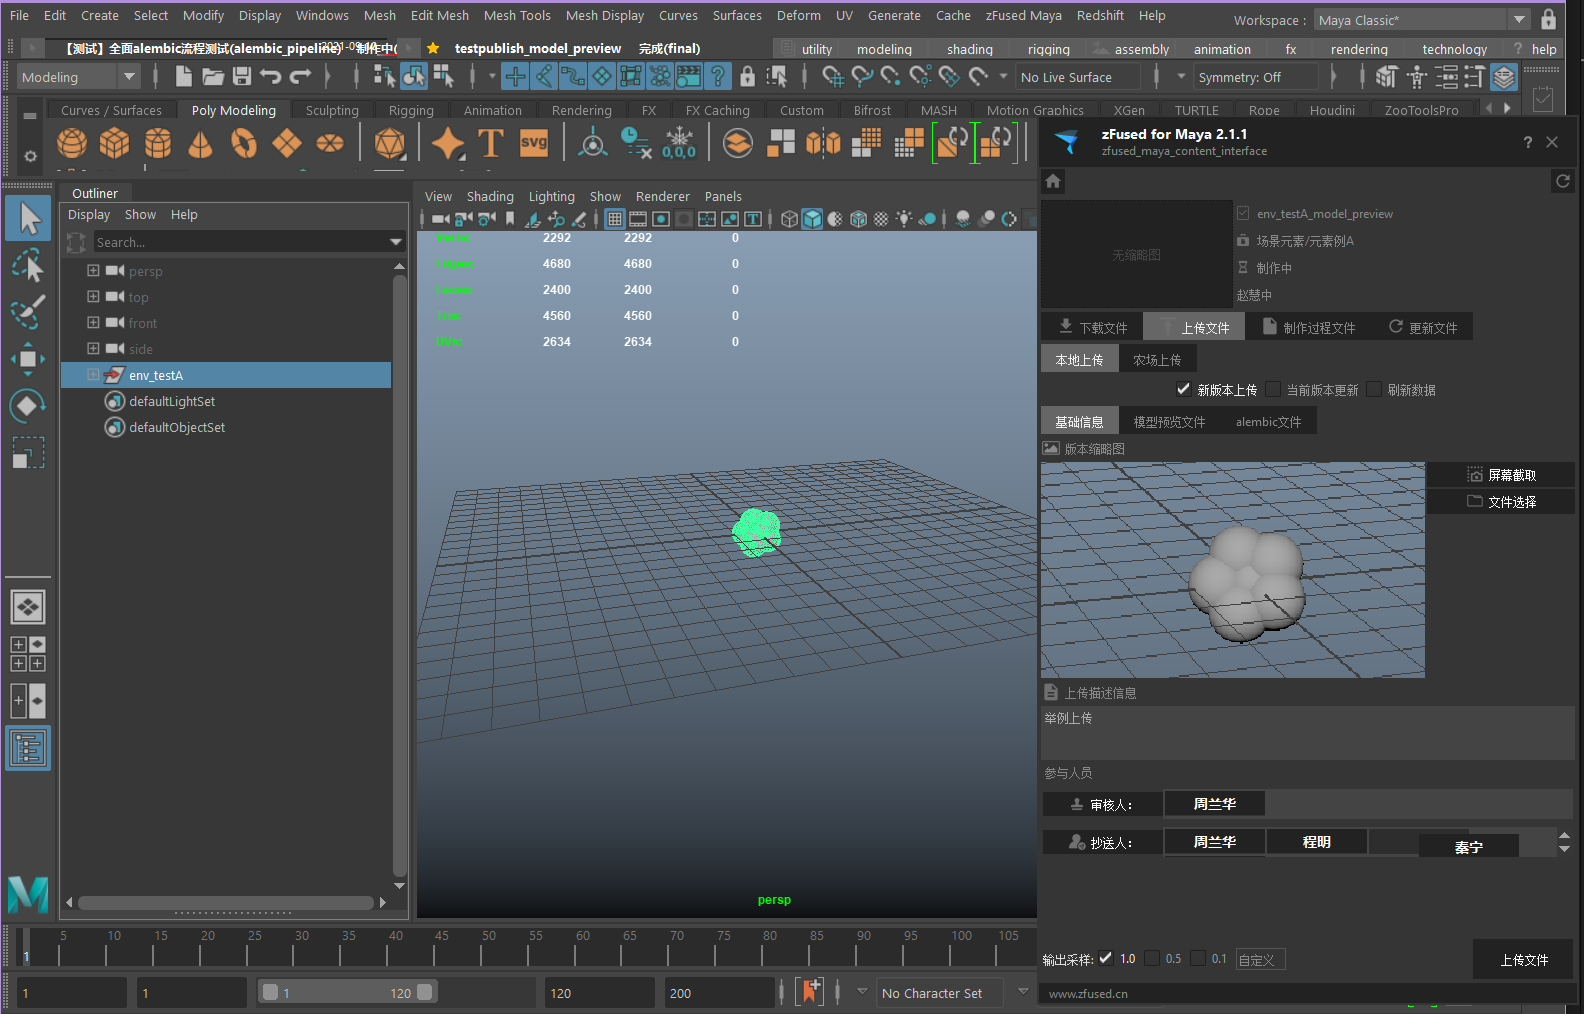 File Edit Create Select Modify Display Windows Mesh Edit Mesh Mesh Tools Mesh Display Curves Surfaces Deform UV Generate Cache zFused Maya Redshift Help
Workspace : Maya Classic*
【测试】全面alembic流程测试(alembic_pipeline) 制作中( testpublish_model_preview 完成(final)
utility modeling shading rigging assembly animation fx rendering technology ? help
Modeling No Live Surface Symmetry: Off
Curves / Surfaces Poly Modeling Sculpting Rigging Animation Rendering FX FX Caching Custom Bifrost MASH Motion Graphics XGen TURTLE Rope Houdini ZooToolsPro
T SVG 0,0,0
zFused for Maya 2.1.1
zfused_maya_content_interface
Outliner
Display Show Help
Search...
persp
top
front
side
env_testA
defaultLightSet
defaultObjectSet
View Shading Lighting Show Renderer Panels
2292 2292 0
4680 4680 0
2400 2400 0
4560 4560 0
2634 2634 0
persp
无缩略图
env_testA_model_preview
场景元素/元素例A
制作中
赵慧中
下载文件 上传文件 制作过程文件 更新文件
本地上传 农场上传
新版本上传 当前版本更新 刷新数据
基础信息 模型预览文件 alembic文件
版本缩略图
屏幕截取
文件选择
上传描述信息
举例上传
参与人员
审核人: 周兰华
抄送人: 周兰华 程明 秦宁
输出采样: 1.0 0.5 0.1 自定义
上传文件
www.zfused.cn
5 10 15 20 25 30 35 40 45 50 55 60 65 70 75 80 85 90 95 100 105
1
1 1 1 120 120 200 No Character Set